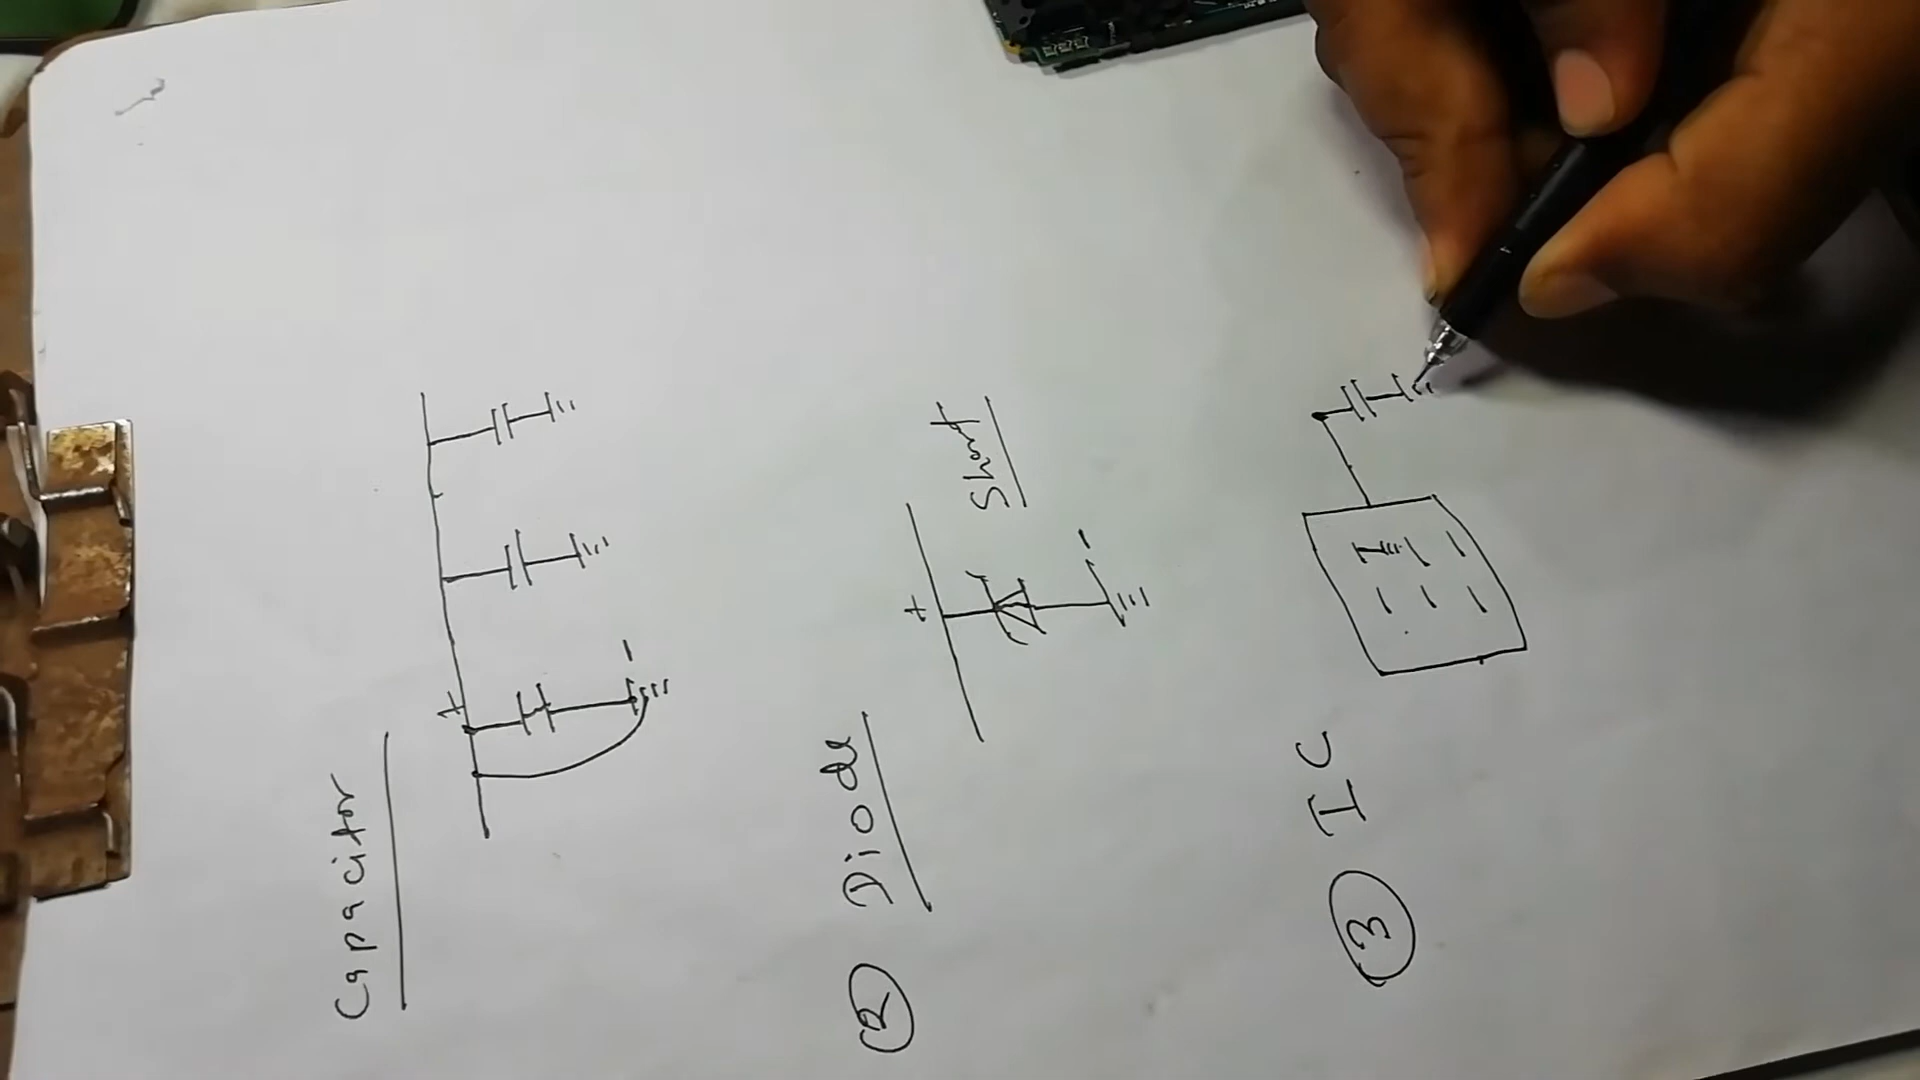 Capacitor
+
-
2 Diode
Short
+
-
3 IC